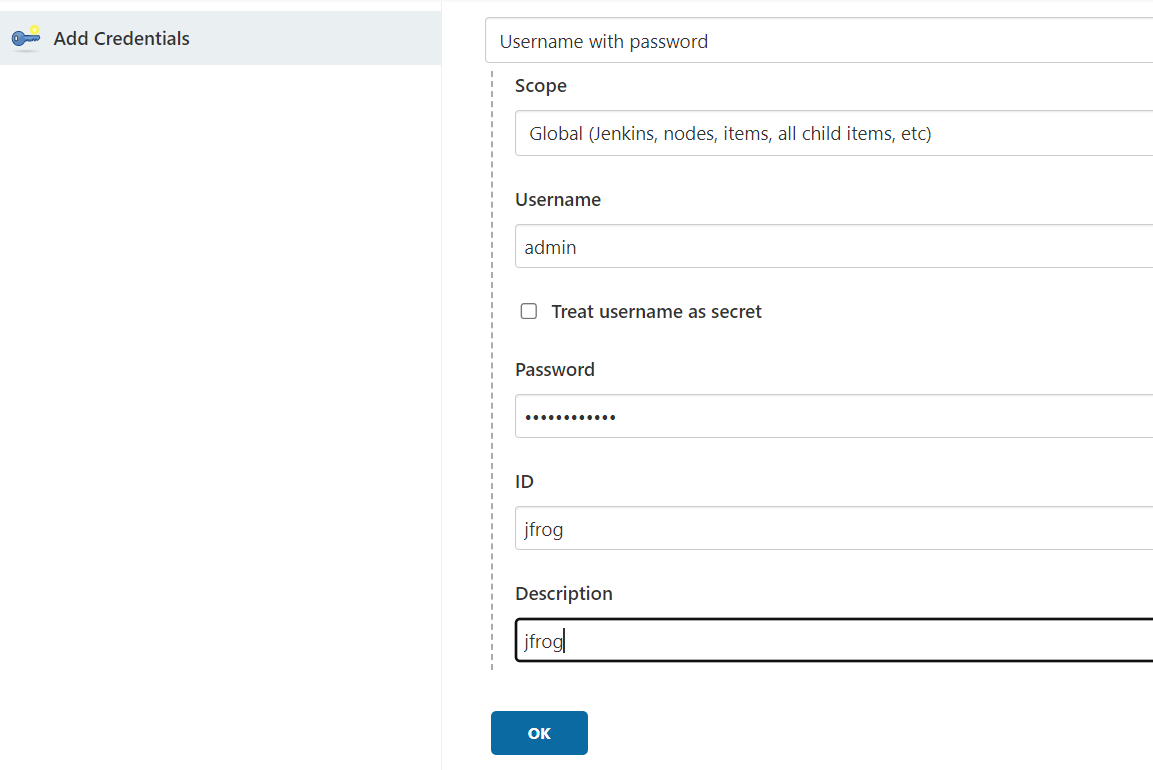 Add Credentials
Username with password
Scope
Global (Jenkins, nodes, items, all child items, etc)
Username
admin
Treat username as secret
Password
••••••••••••
ID
jfrog
Description
jfrog
OK